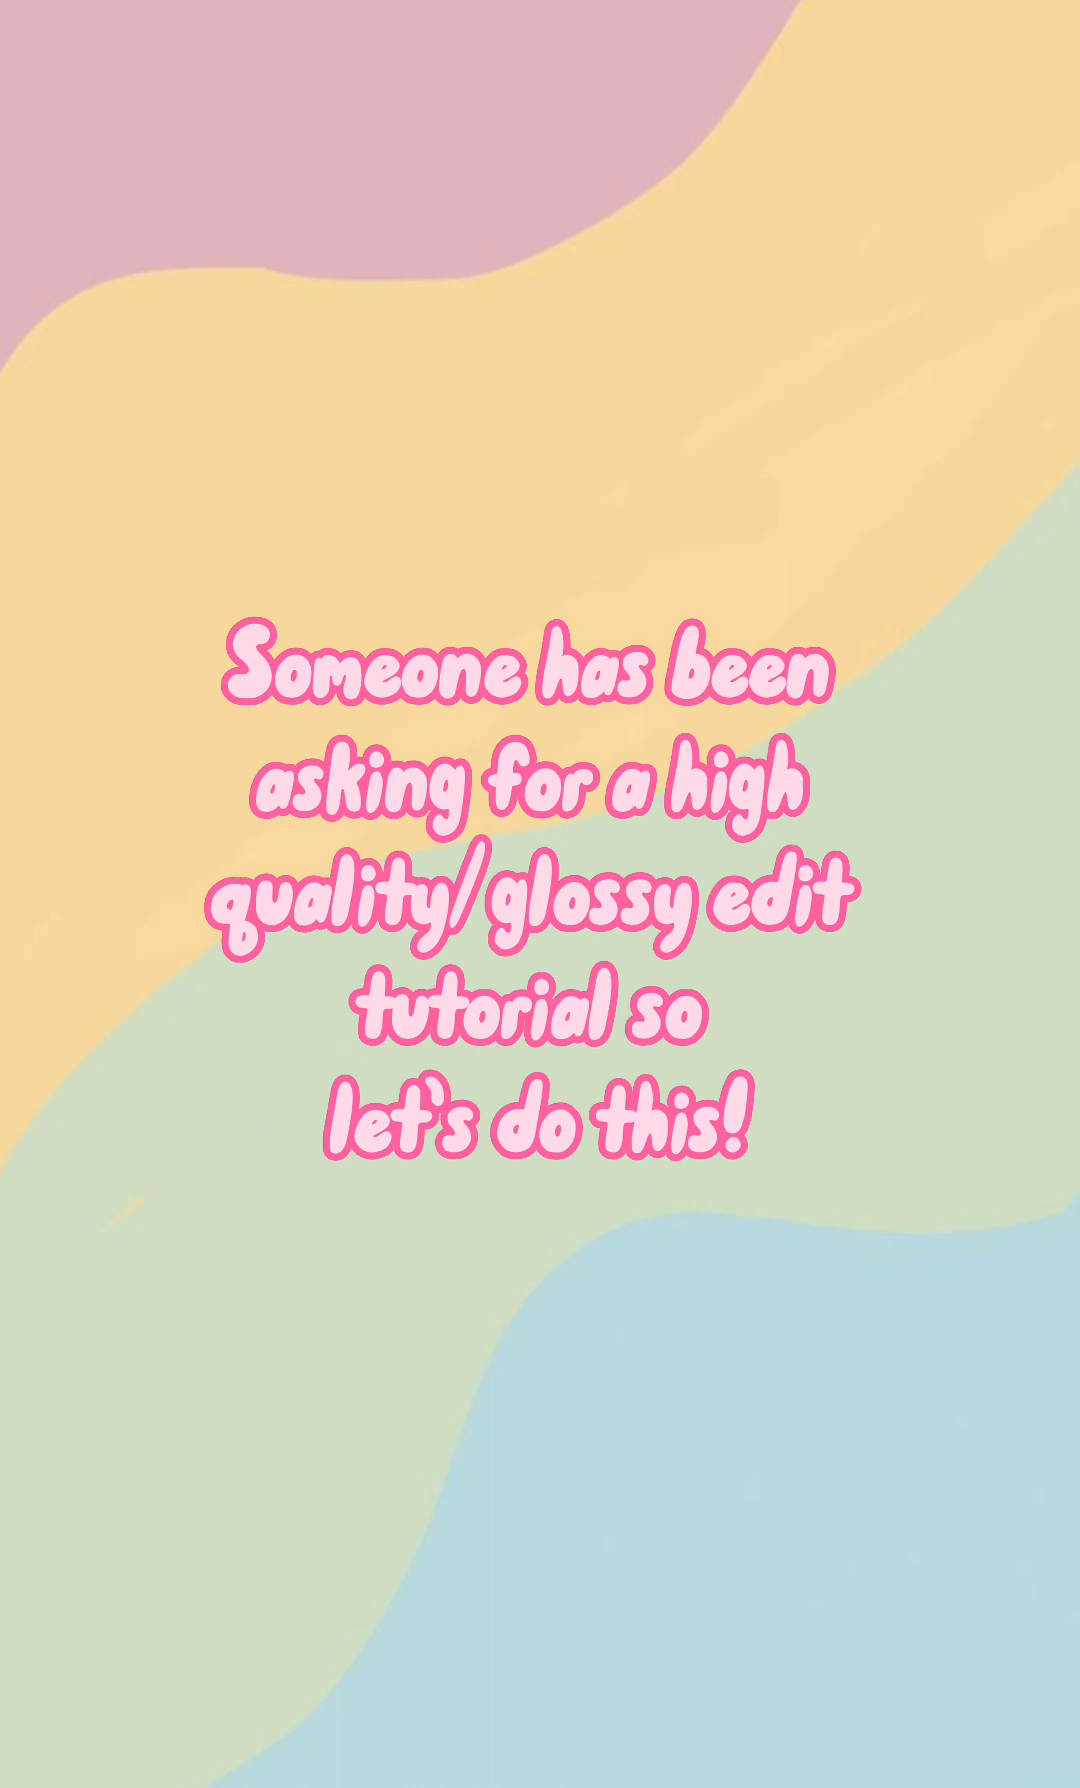 Someone has been
asking for a high
quality/glossy edit
tutorial so
let's do this!